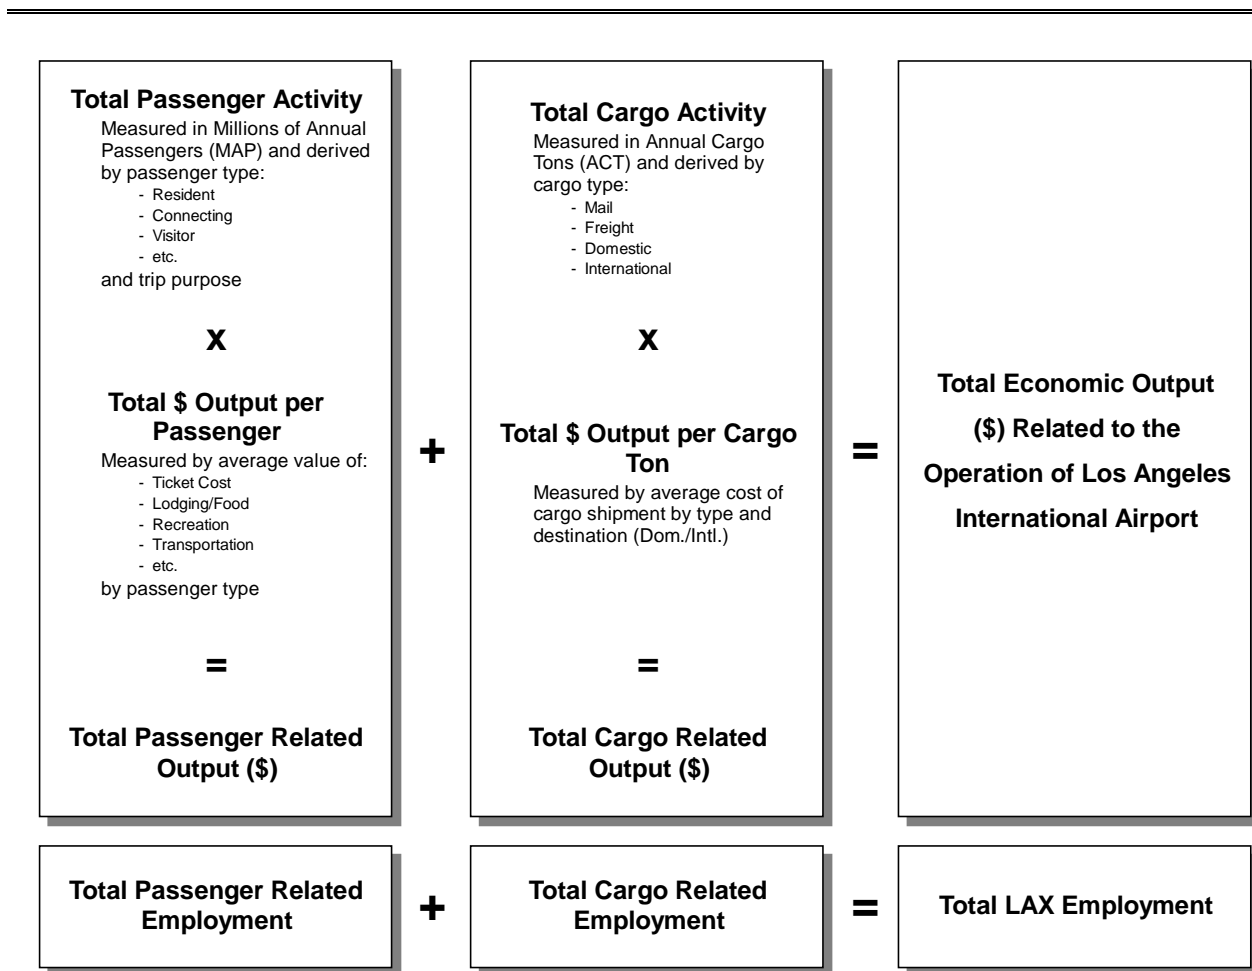 Total Passenger Activity
Measured in Millions of Annual
Passengers (MAP) and derived
by passenger type:
- Resident
- Connecting
- Visitor
- etc.
and trip purpose
x
Total $ Output per
Passenger
Measured by average value of:
- Ticket Cost
- Lodging/Food
- Recreation
- Transportation
- etc.
by passenger type
=
Total Passenger Related
Output ($)
+
Total Cargo Activity
Measured in Annual Cargo
Tons (ACT) and derived by
cargo type:
- Mail
- Freight
- Domestic
- International
x
Total $ Output per Cargo
Ton
Measured by average cost of
cargo shipment by type and
destination (Dom./Intl.)
=
Total Cargo Related
Output ($)
=
Total Economic Output
($) Related to the
Operation of Los Angeles
International Airport
Total Passenger Related
Employment
+
Total Cargo Related
Employment
=
Total LAX Employment